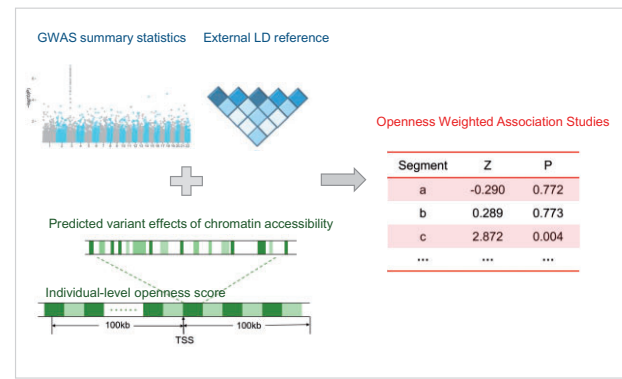 GWAS summary statistics External LD reference
Openness Weighted Association Studies
Segment Z P
a -0.290 0.772
b 0.289 0.773
c 2.872 0.004
... ... ...
Predicted variant effects of chromatin accessibility
Individual-level openness score
......
100kb 100kb
TSS